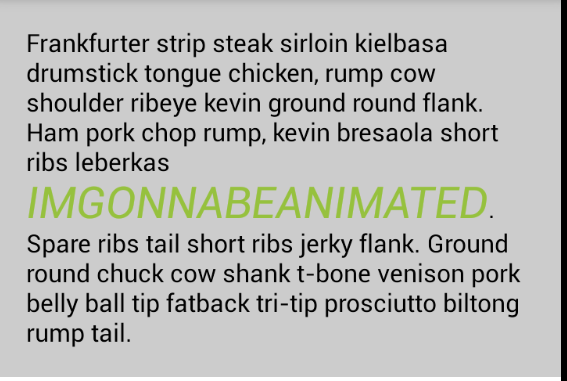 Frankfurter strip steak sirloin kielbasa
drumstick tongue chicken, rump cow
shoulder ribeye kevin ground round flank.
Ham pork chop rump, kevin bresaola short
ribs leberkas
IMGONNABEANIMATED.
Spare ribs tail short ribs jerky flank. Ground
round chuck cow shank t-bone venison pork
belly ball tip fatback tri-tip prosciutto biltong
rump tail.